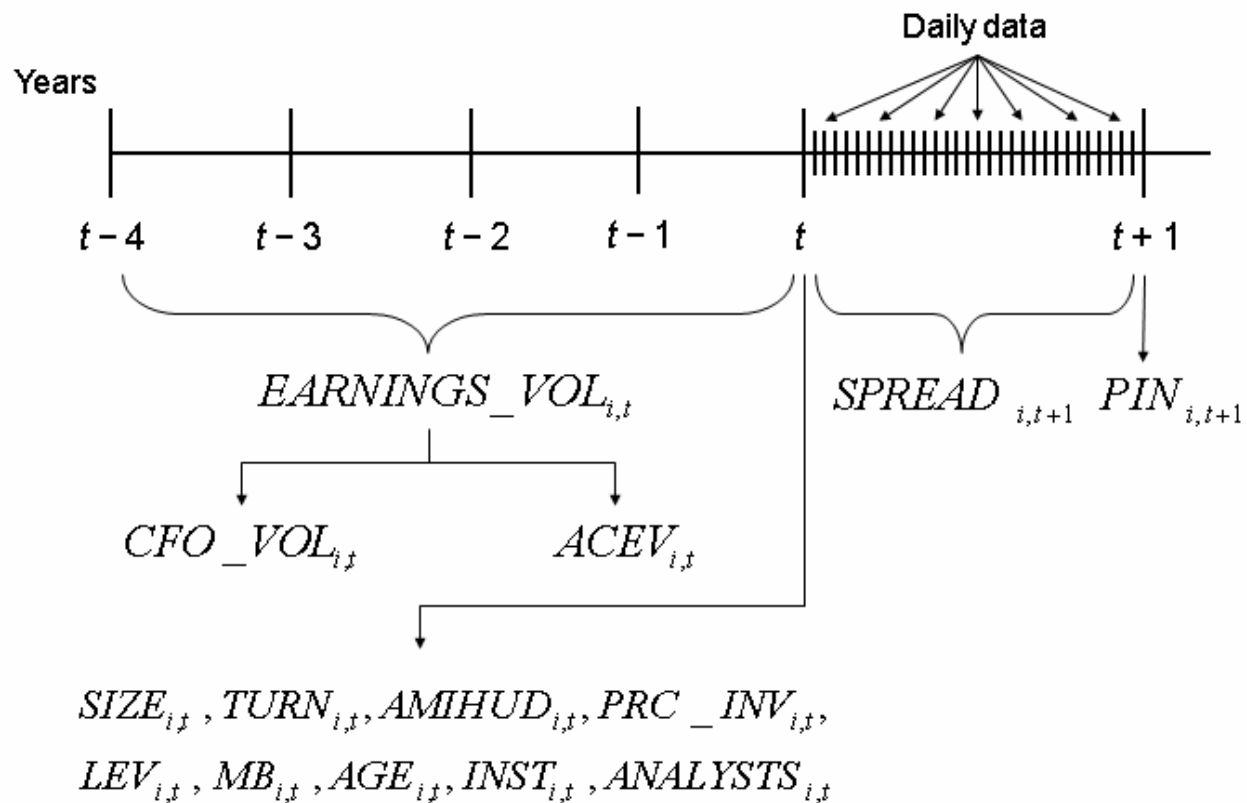 Daily data
Years
t − 4 t − 3 t − 2 t − 1 t t + 1
EARNINGS_VOL_{i,t} SPREAD_{i,t+1} PIN_{i,t+1}
CFO_VOL_{i,t} ACEV_{i,t}
SIZE_{i,t}, TURN_{i,t}, AMIHUD_{i,t}, PRC_INV_{i,t},
LEV_{i,t}, MB_{i,t}, AGE_{i,t}, INST_{i,t}, ANALYSTS_{i,t}